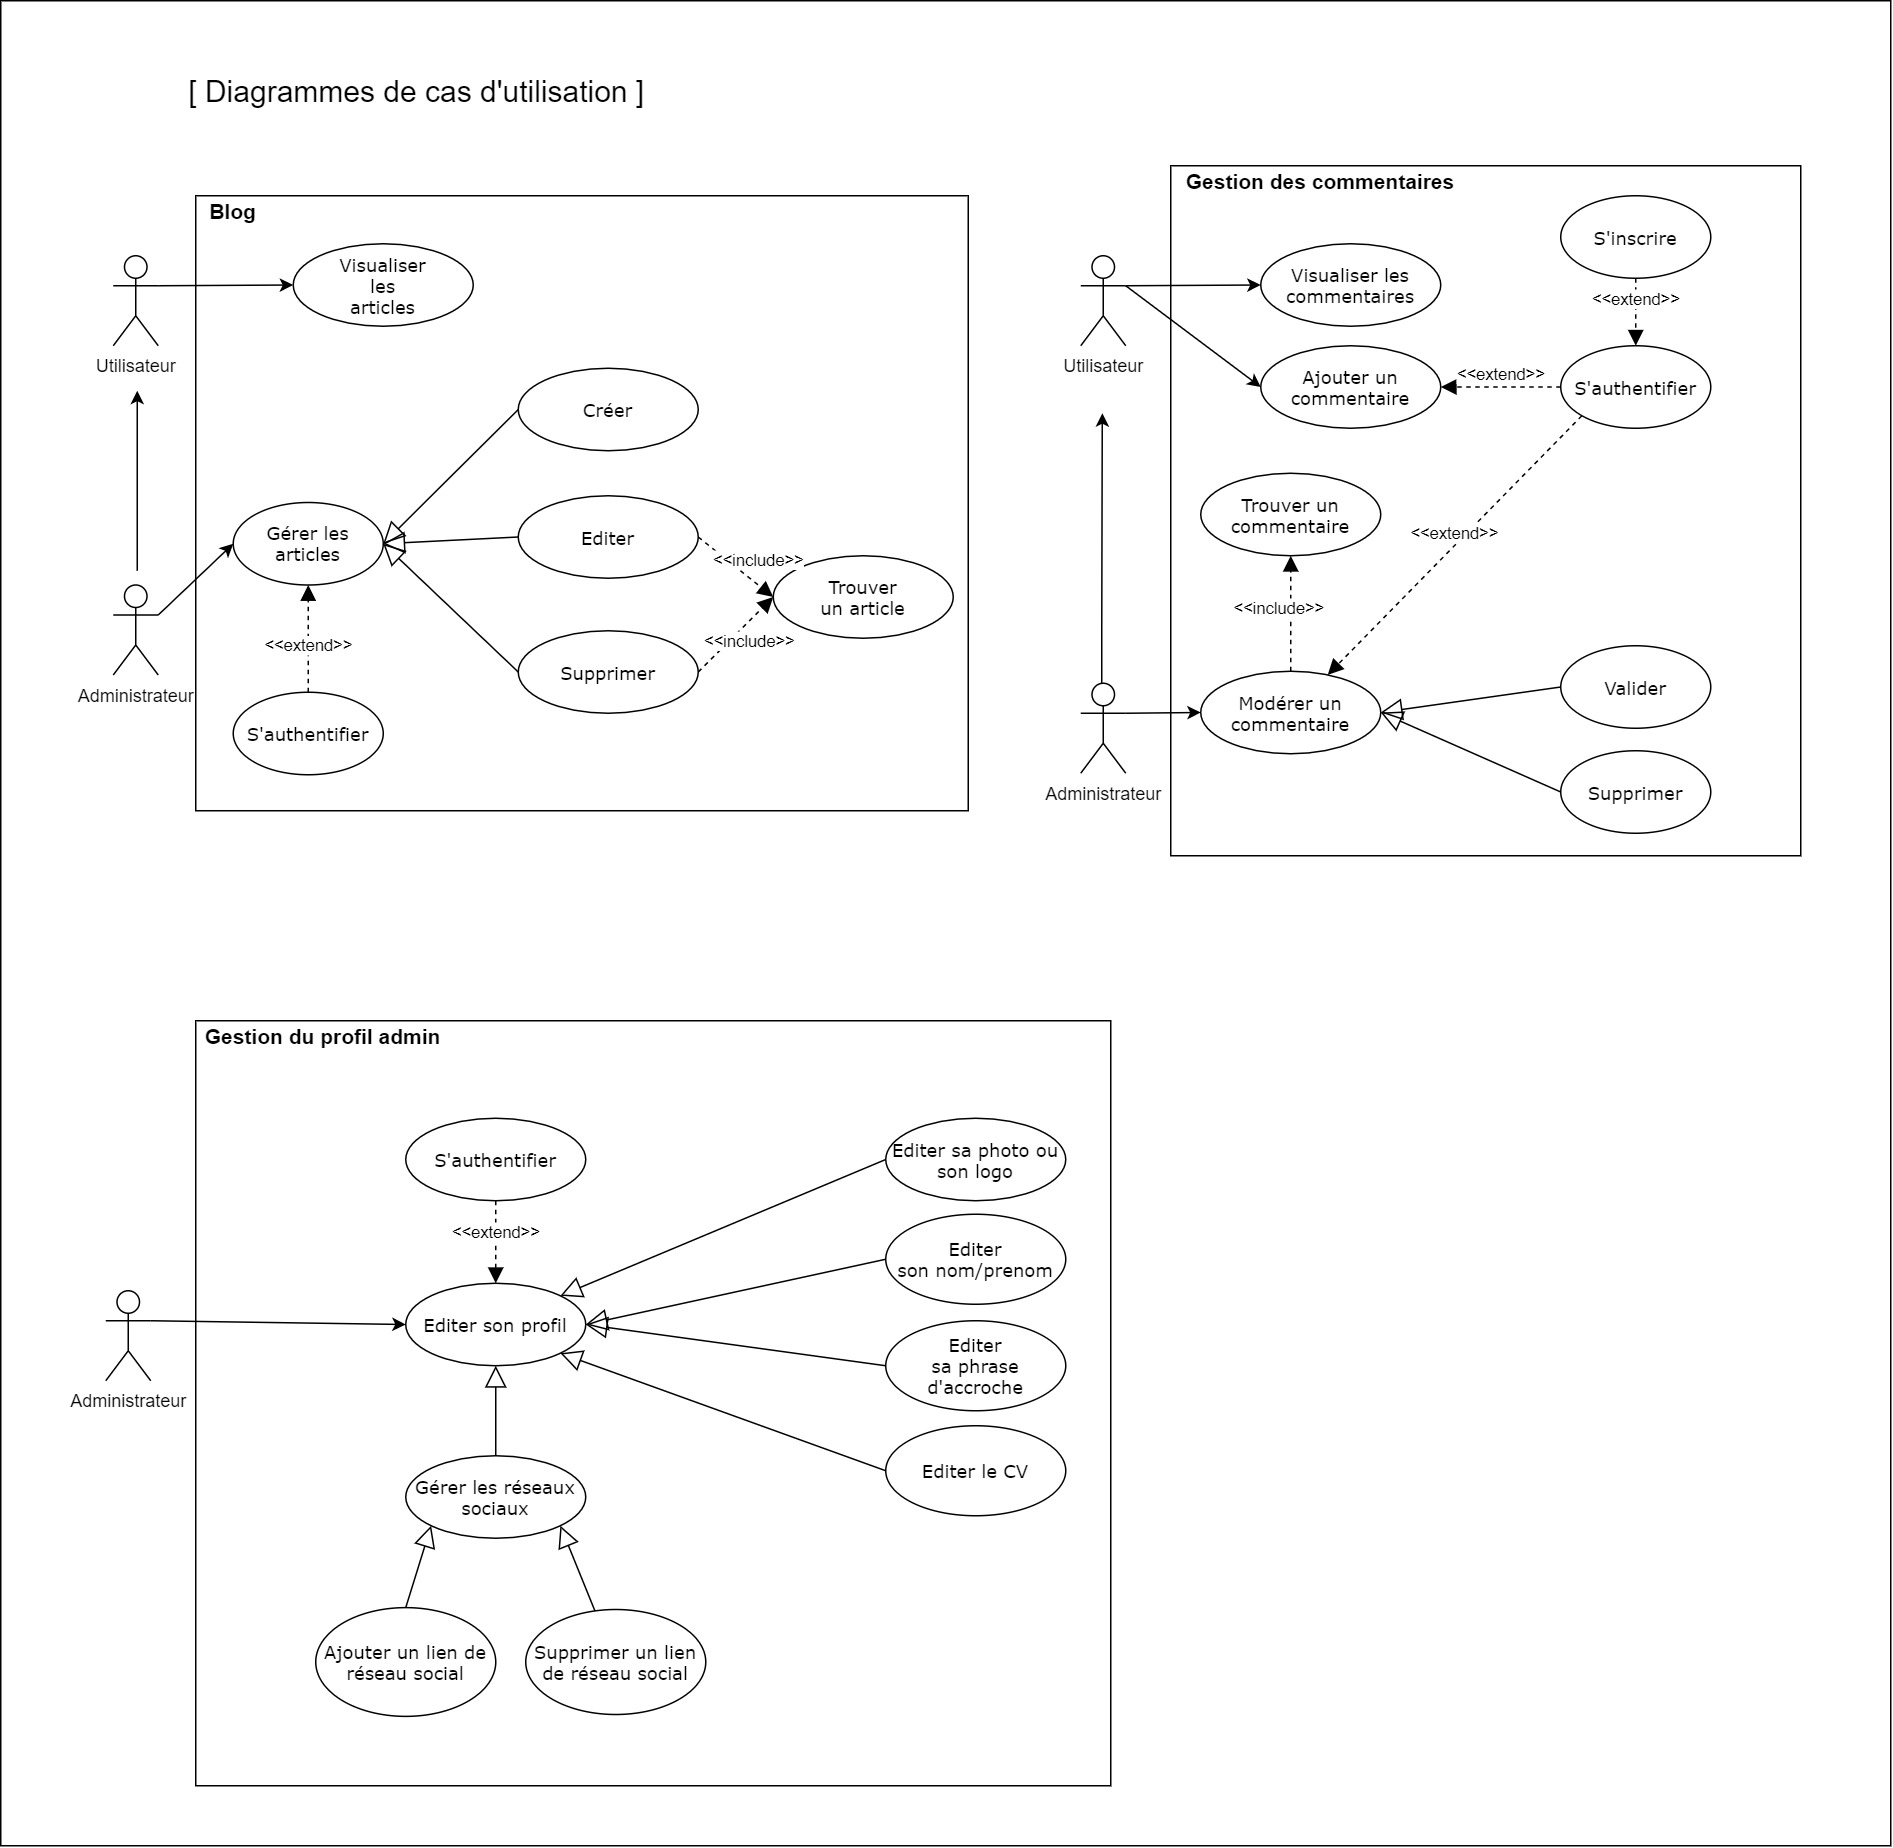 [ Diagrammes de cas d'utilisation ]
Blog
Visualiser
les
articles
Utilisateur
Créer
Gérer les
articles
Editer
<<include>>
Trouver
un article
<<include>>
<<extend>>
Supprimer
Administrateur
S'authentifier
Gestion des commentaires
S'inscrire
Visualiser les
commentaires
<<extend>>
Utilisateur
Ajouter un
commentaire
<<extend>>
S'authentifier
Trouver un
commentaire
<<extend>>
<<include>>
Modérer un
commentaire
Valider
Administrateur
Supprimer
Gestion du profil admin
S'authentifier
Editer sa photo ou
son logo
<<extend>>
Editer
son nom/prenom
Editer son profil
Administrateur
Editer
sa phrase
d'accroche
Editer le CV
Gérer les réseaux
sociaux
Ajouter un lien de
réseau social
Supprimer un lien
de réseau social